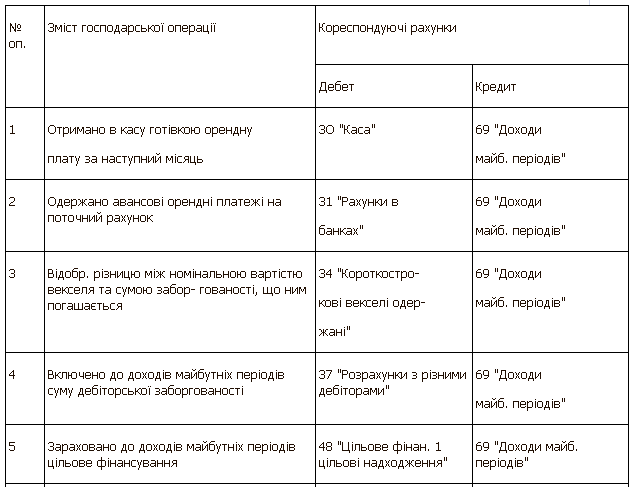 №
оп.
Зміст господарської операції
Кореспондуючі рахунки
Дебет
Кредит
1
Отримано в касу готівкою орендну
плату за наступний місяць
ЗО "Каса"
69 "Доходи
майб. періодів"
2
Одержано авансові орендні платежі на
поточний рахунок
31 "Рахунки в
банках"
69 "Доходи
майб. періодів"
3
Відобр. різницю між номінальною вартістю
векселя та сумою забор- гованості, що ним
погашається
34 "Короткостро-
кові векселі одер-
жані"
69 "Доходи
майб. періодів"
4
Включено до доходів майбутніх періодів
суму дебіторської заборгованості
37 "Розрахунки з різними
дебіторами"
69 "Доходи
майб. періодів"
5
Зараховано до доходів майбутніх періодів
цільове фінансування
48 "Цільове фінан. 1
цільові надходження"
69 "Доходи майб.
періодів"